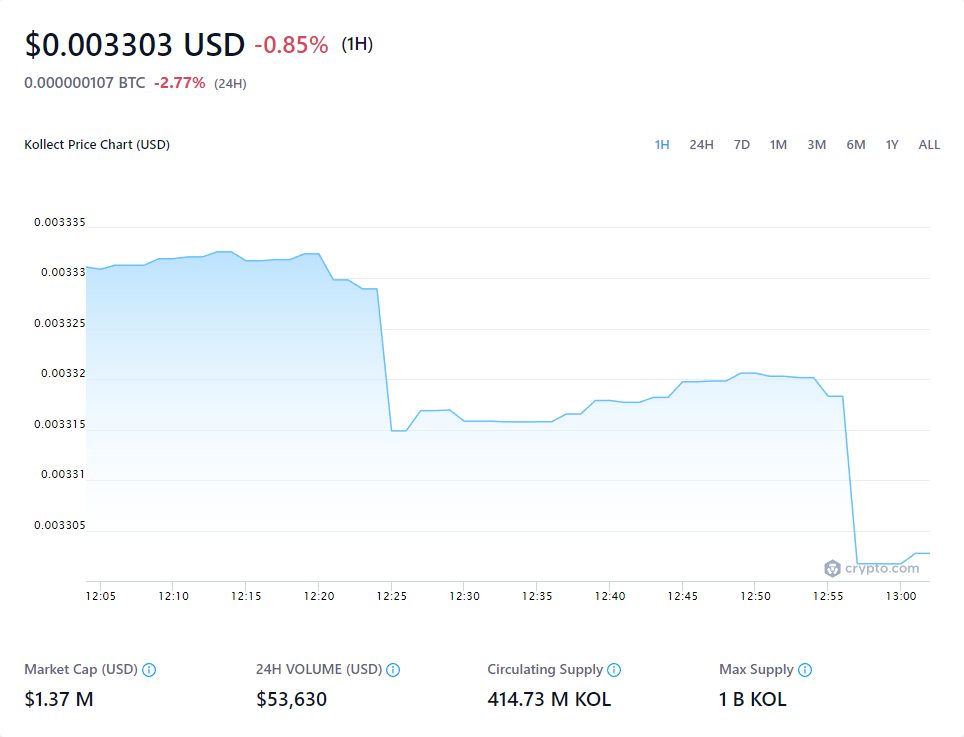 $0.003303 USD -0.85% (1H)
0.000000107 BTC -2.77% (24H)
Kollect Price Chart (USD) 1H 24H 7D 1M 3M 6M 1Y ALL
0.003335
0.00333
0.003325
0.00332
0.003315
0.00331
0.003305
crypto.com
12:05 12:10 12:15 12:20 12:25 12:30 12:35 12:40 12:45 12:50 12:55 13:00
Market Cap (USD) 24H VOLUME (USD) Circulating Supply Max Supply
$1.37 M $53,630 414.73 M KOL 1 B KOL